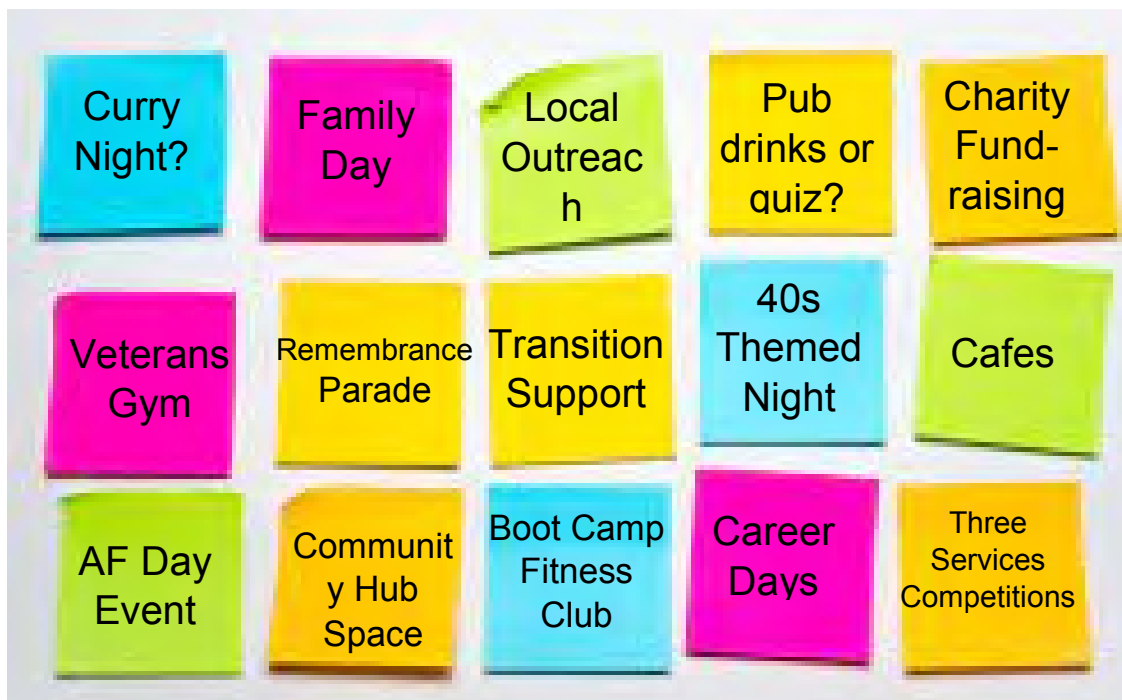 Curry
Night?
Family
Day
Local
Outreac
h
Pub
drinks or
quiz?
Charity
Fund-
raising
Veterans
Gym
Remembrance
Parade
Transition
Support
40s
Themed
Night
Cafes
AF Day
Event
Communit
y Hub
Space
Boot Camp
Fitness
Club
Career
Days
Three
Services
Competitions